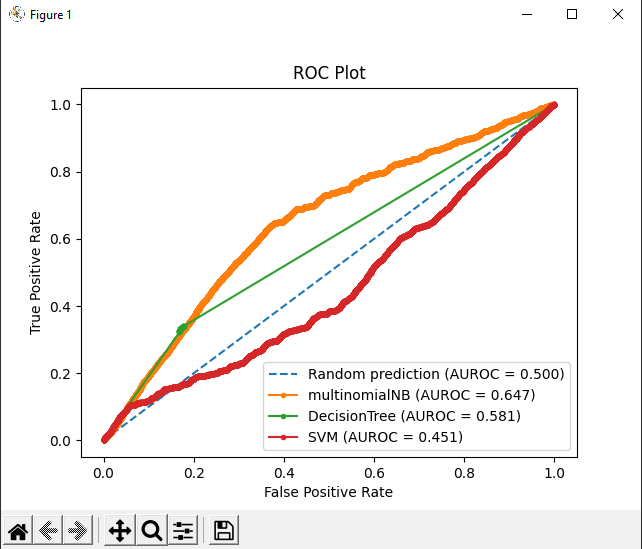 Figure 1
ROC Plot
True Positive Rate
1.0
0.8
0.6
0.4
0.2
0.0
Random prediction (AUROC = 0.500)
multinomialNB (AUROC = 0.647)
DecisionTree (AUROC = 0.581)
SVM (AUROC = 0.451)
0.0 0.2 0.4 0.6 0.8 1.0
False Positive Rate